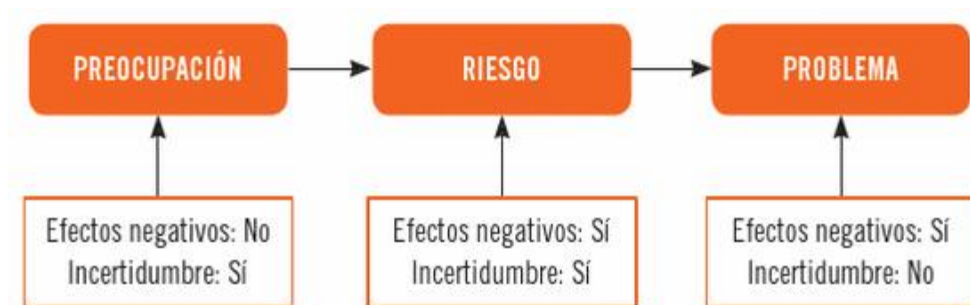 PREOCUPACIÓN
RIESGO
PROBLEMA
Efectos negativos: No
Incertidumbre: Sí
Efectos negativos: Sí
Incertidumbre: Sí
Efectos negativos: Sí
Incertidumbre: No